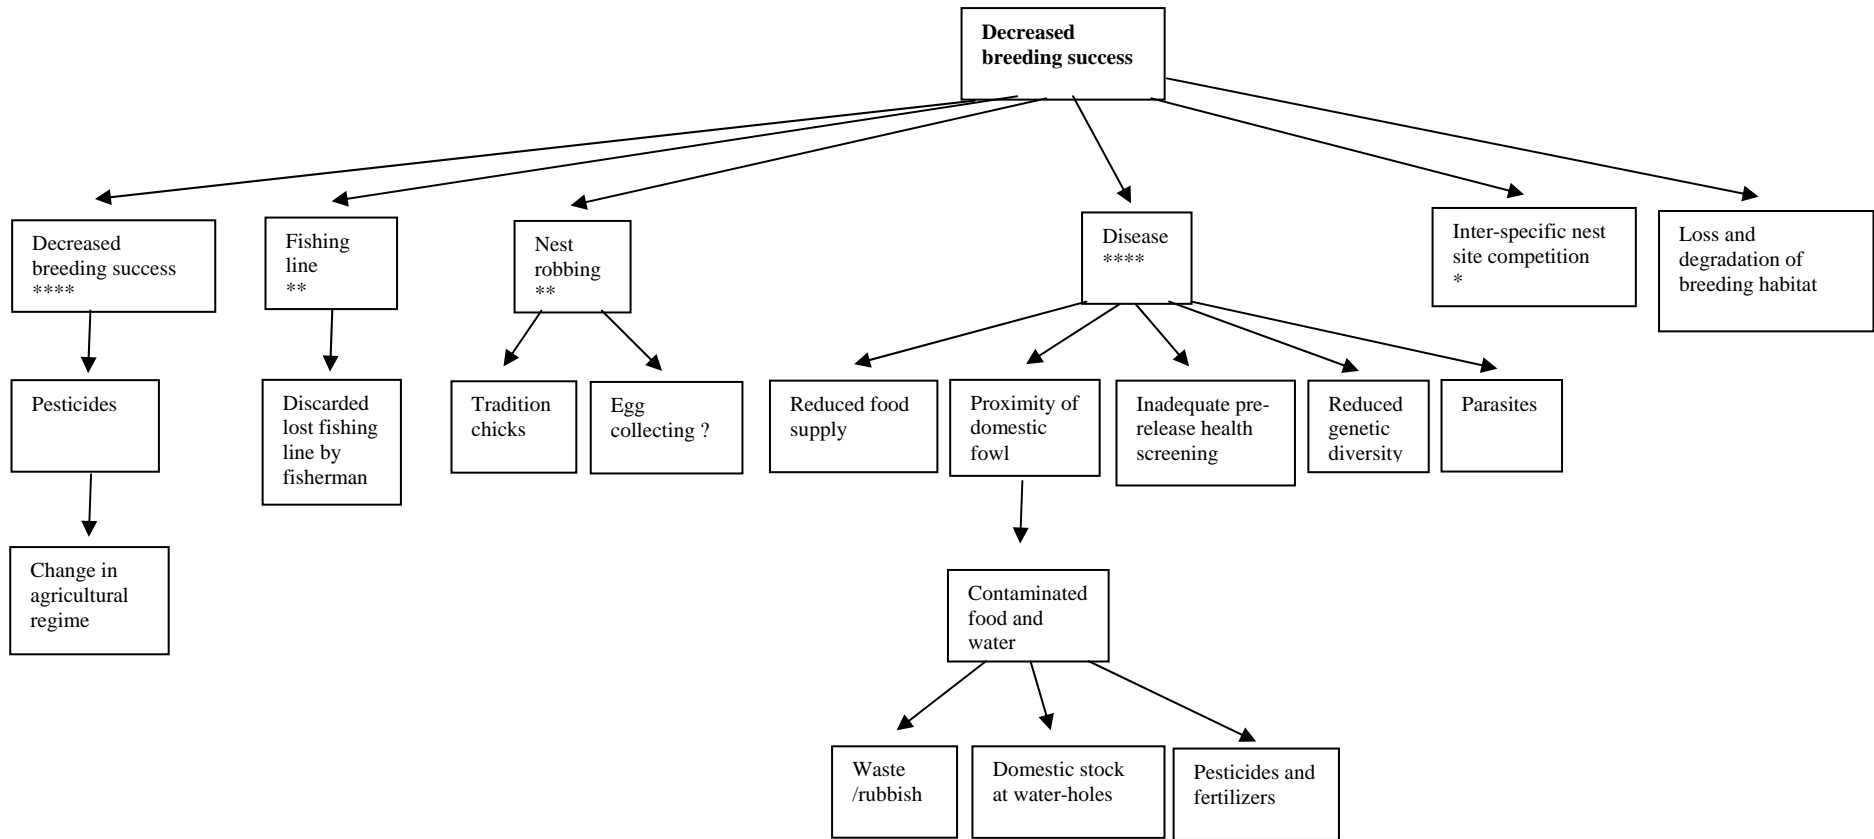 Decreased
breeding success
Decreased
breeding success
****
Fishing
line
**
Nest
robbing
**
Disease
****
Inter-specific nest
site competition
*
Loss and
degradation of
breeding habitat
Pesticides
Discarded
lost fishing
line by
fisherman
Tradition
chicks
Egg
collecting ?
Reduced food
supply
Proximity of
domestic
fowl
Inadequate pre-
release health
screening
Reduced
genetic
diversity
Parasites
Change in
agricultural
regime
Contaminated
food and
water
Waste
/rubbish
Domestic stock
at water-holes
Pesticides and
fertilizers